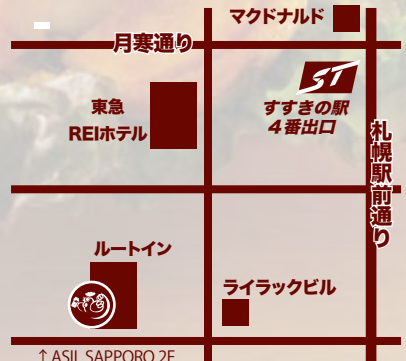 マクドナルド
月寒通り
ST
東急
REIホテル
すすきの駅
4番出口
札幌駅前通り
ルートイン
ライラックビル
↑ASIL SAPPORO 2F